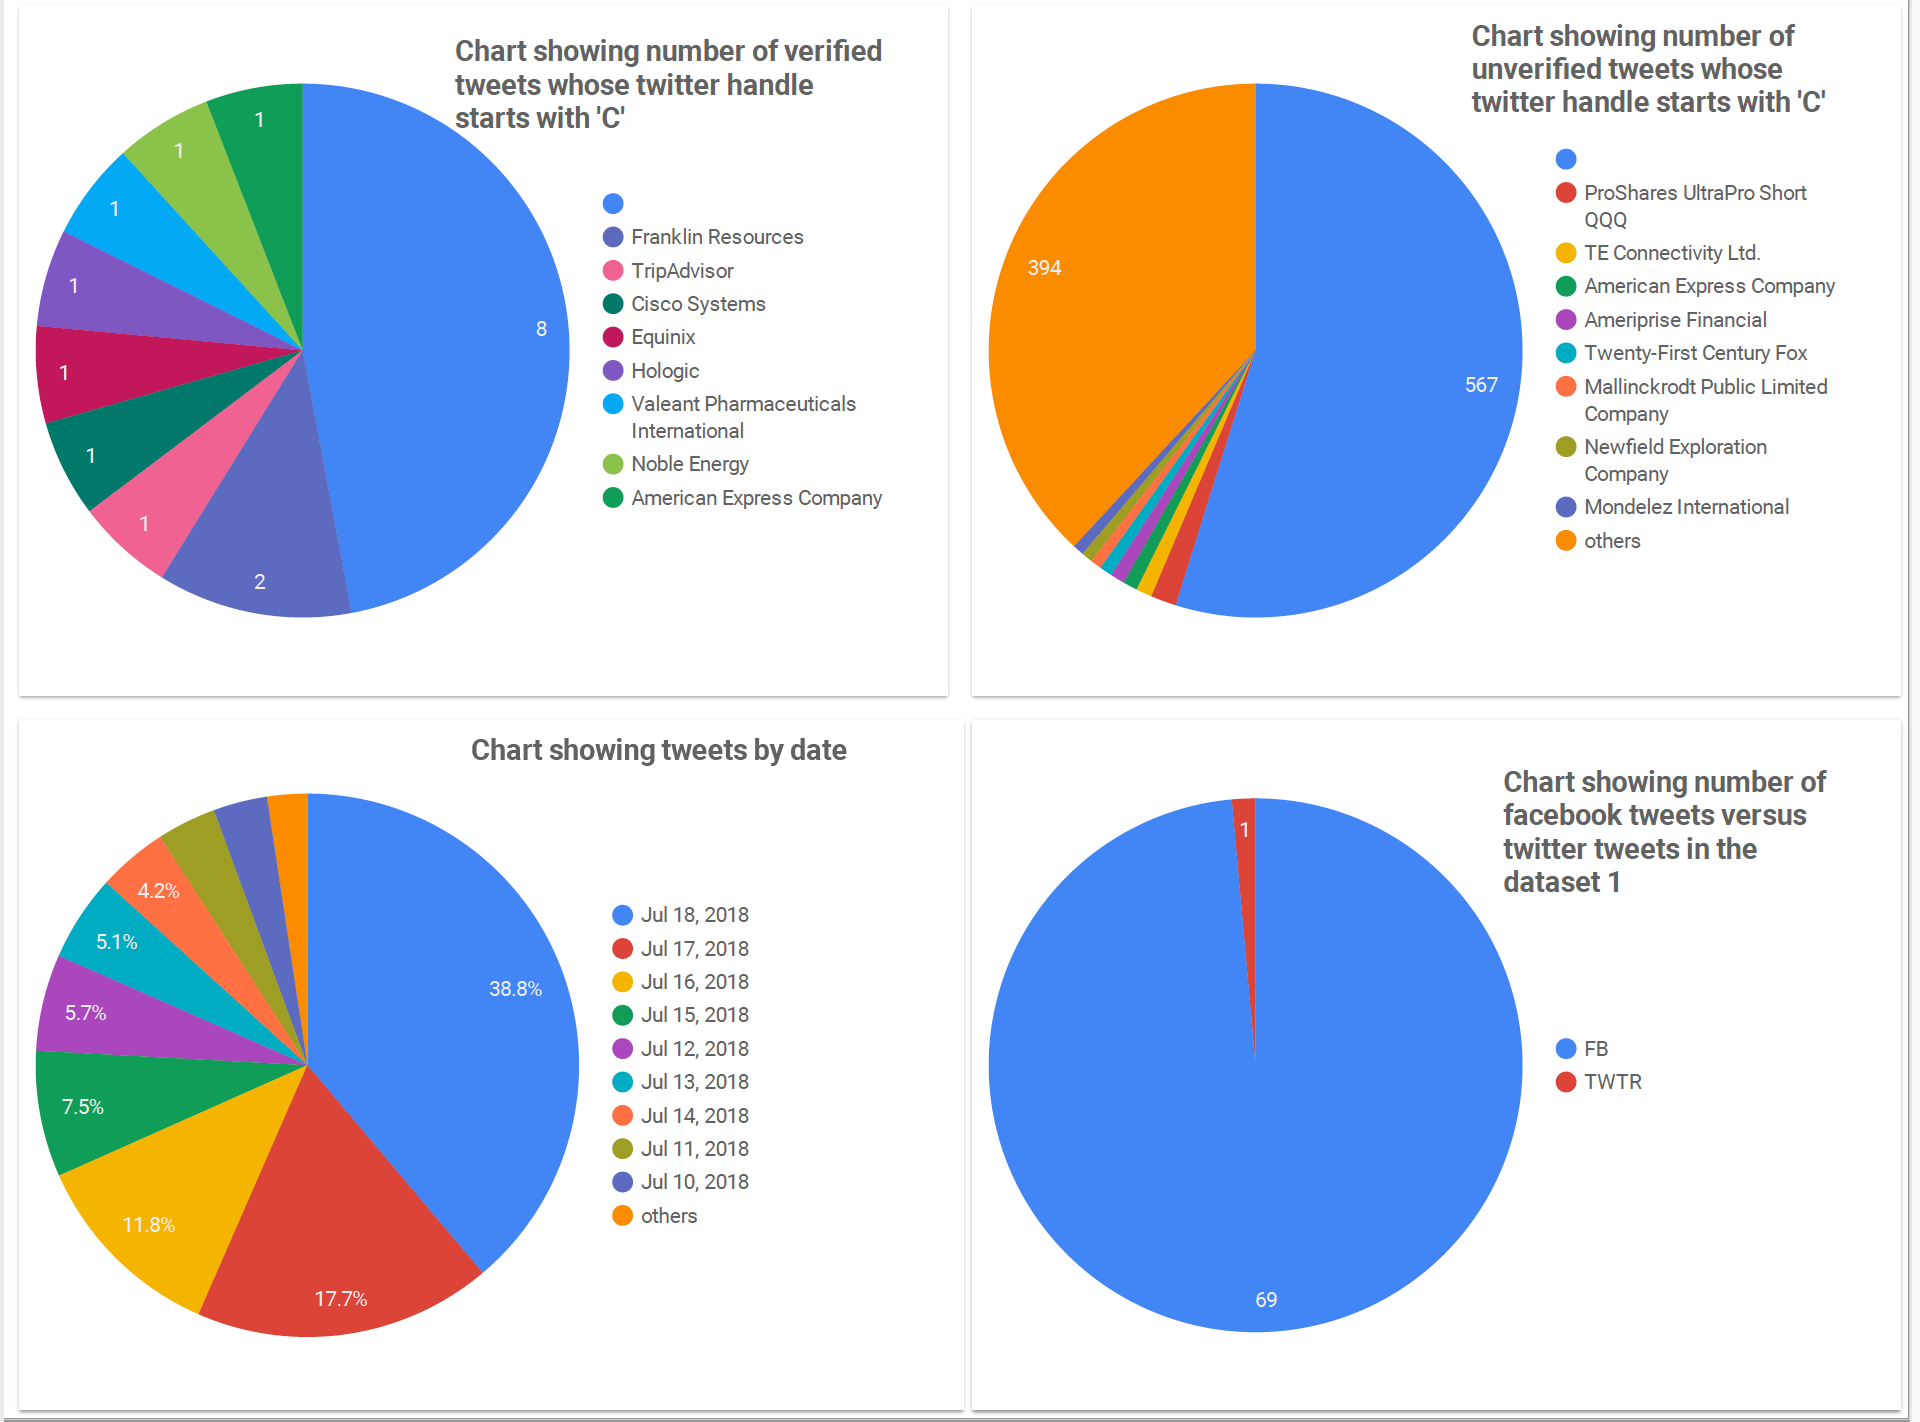 Chart showing number of verified
tweets whose twitter handle
starts with 'C'
1
1
1
1
1
1
1
2
8
Franklin Resources
TripAdvisor
Cisco Systems
Equinix
Hologic
Valeant Pharmaceuticals
International
Noble Energy
American Express Company
Chart showing number of
unverified tweets whose
twitter handle starts with 'C'
394
567
ProShares UltraPro Short
QQQ
TE Connectivity Ltd.
American Express Company
Ameriprise Financial
Twenty-First Century Fox
Mallinckrodt Public Limited
Company
Newfield Exploration
Company
Mondelez International
others
Chart showing tweets by date
4.2%
5.1%
5.7%
7.5%
11.8%
17.7%
38.8%
Jul 18, 2018
Jul 17, 2018
Jul 16, 2018
Jul 15, 2018
Jul 12, 2018
Jul 13, 2018
Jul 14, 2018
Jul 11, 2018
Jul 10, 2018
others
Chart showing number of
facebook tweets versus
twitter tweets in the
dataset 1
1
69
FB
TWTR